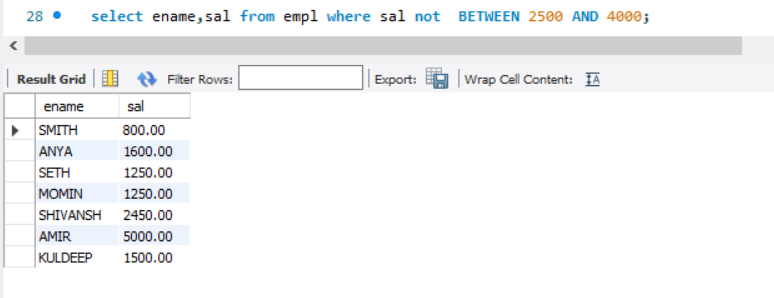 28 select ename,sal from empl where sal not BETWEEN 2500 AND 4000;
Result Grid Filter Rows: Export: Wrap Cell Content: IA
ename sal
SMITH 800.00
ANYA 1600.00
SETH 1250.00
MOMIN 1250.00
SHIVANSH 2450.00
AMIR 5000.00
KULDEEP 1500.00